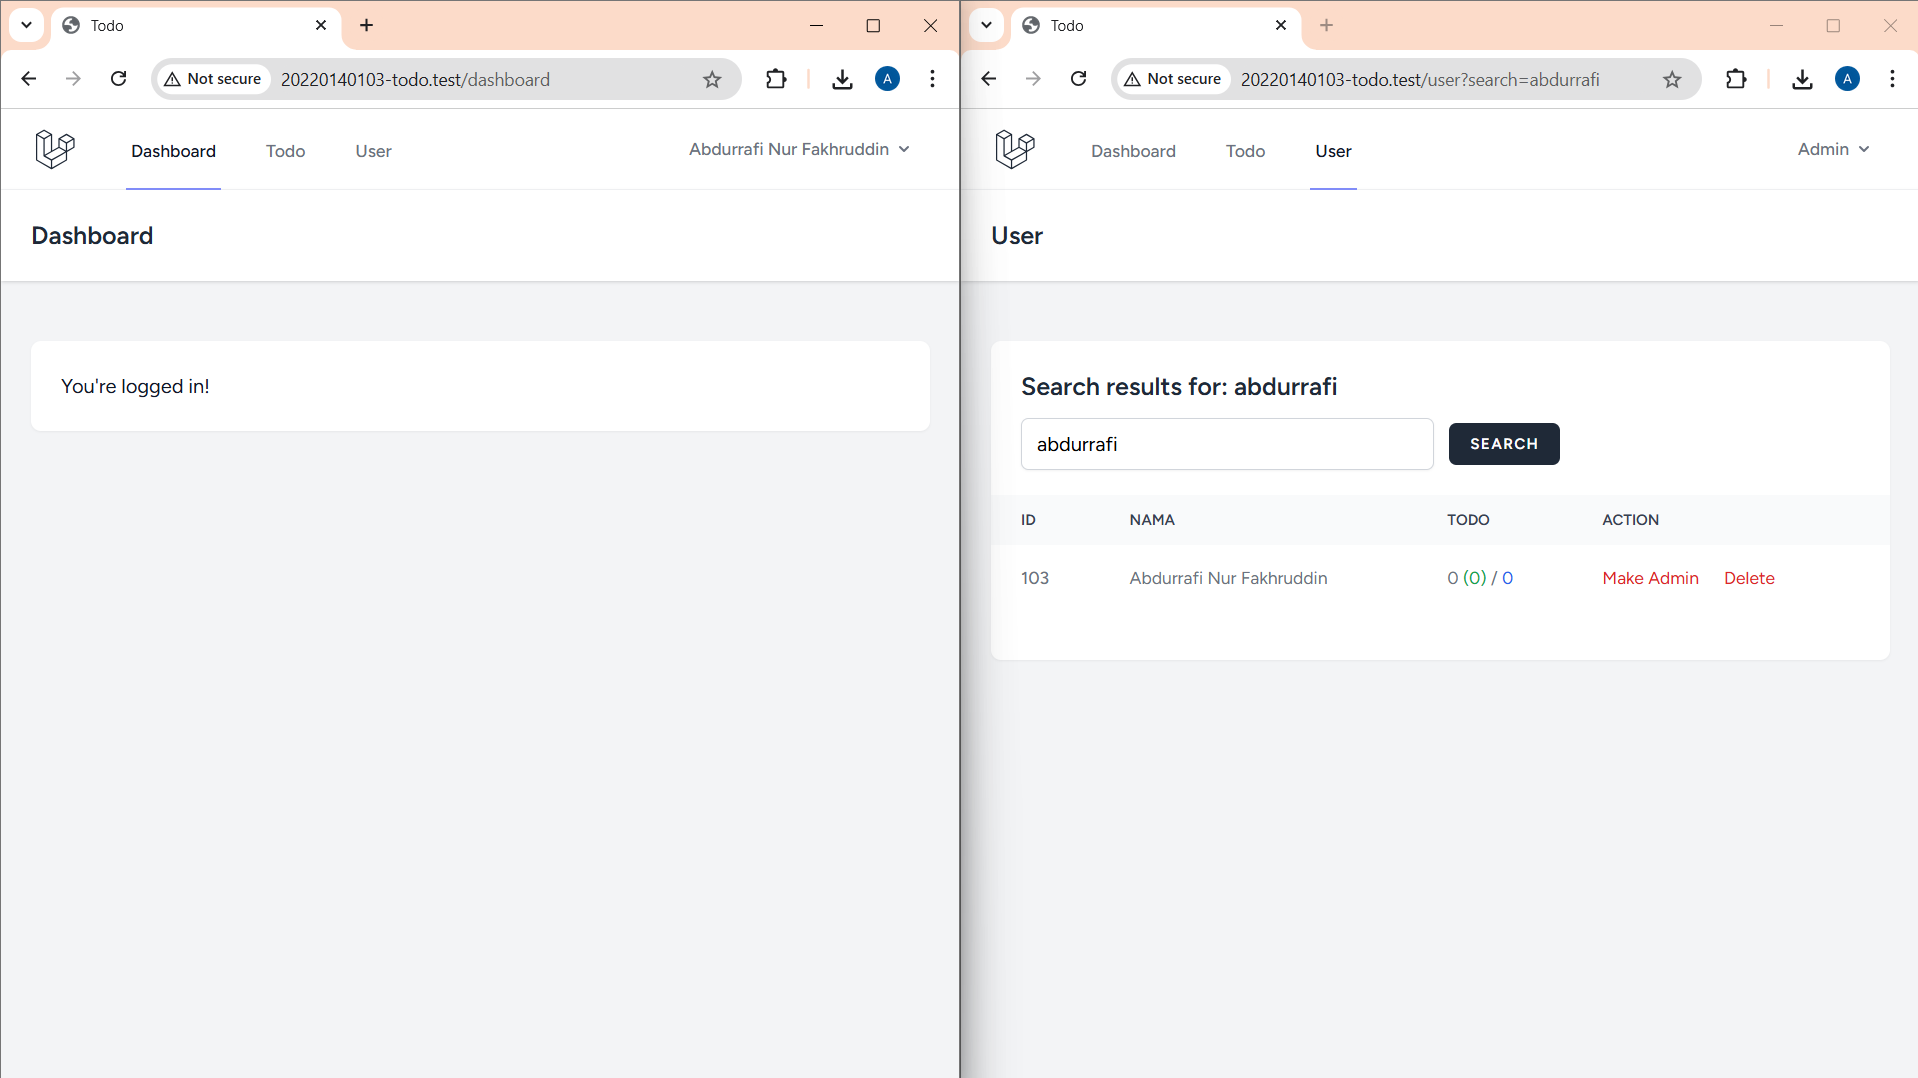 Todo
Not secure
20220140103-todo.test/dashboard
A
Dashboard
Todo
User
Abdurrafi Nur Fakhruddin
Dashboard
You're logged in!
Todo
Not secure
20220140103-todo.test/user?search=abdurrafi
A
Dashboard
Todo
User
Admin
User
Search results for: abdurrafi
abdurrafi
SEARCH
ID NAMA TODO ACTION
103 Abdurrafi Nur Fakhruddin 0 (0) / 0 Make Admin Delete